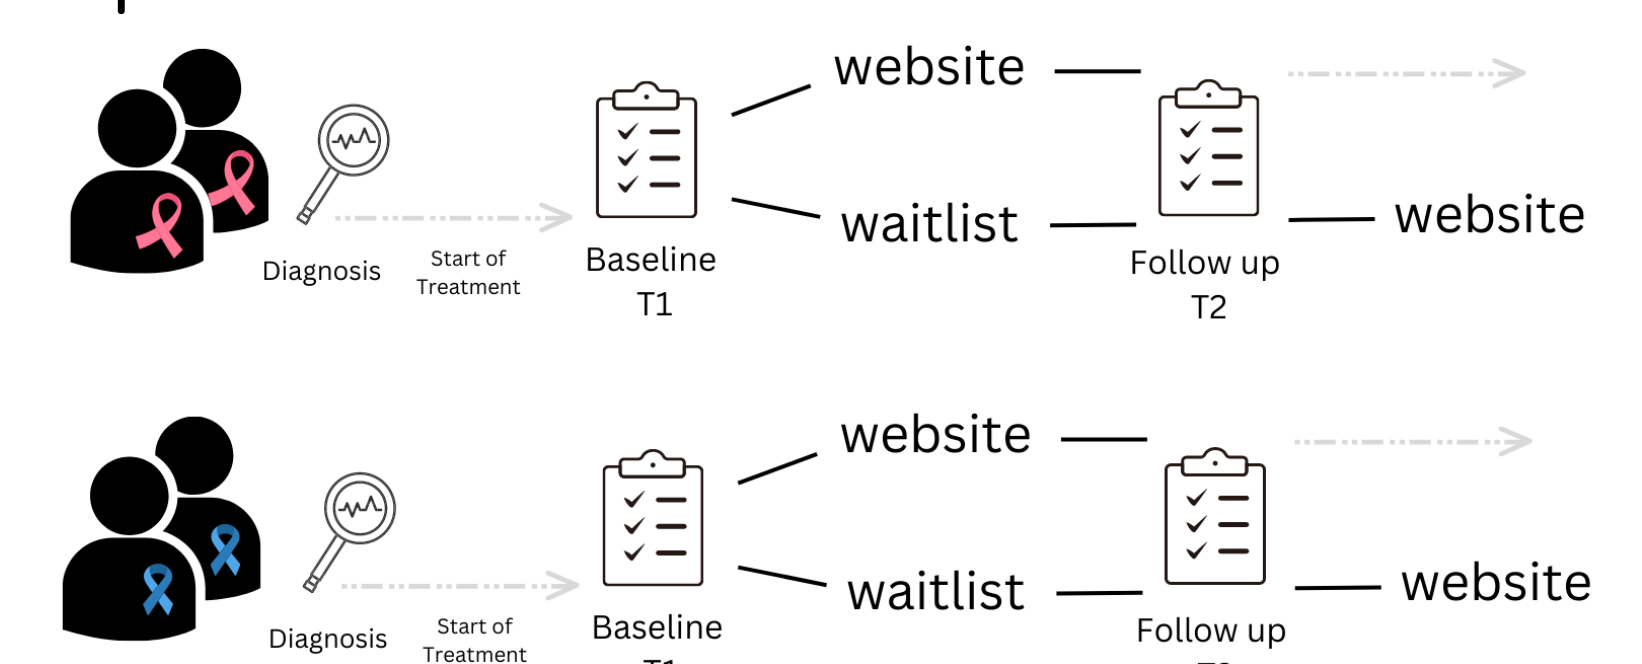 website
waitlist
website
Diagnosis
Start of
Treatment
Baseline
T1
Follow up
T2
website
waitlist
website
Diagnosis
Start of
Treatment
Baseline
T1
Follow up